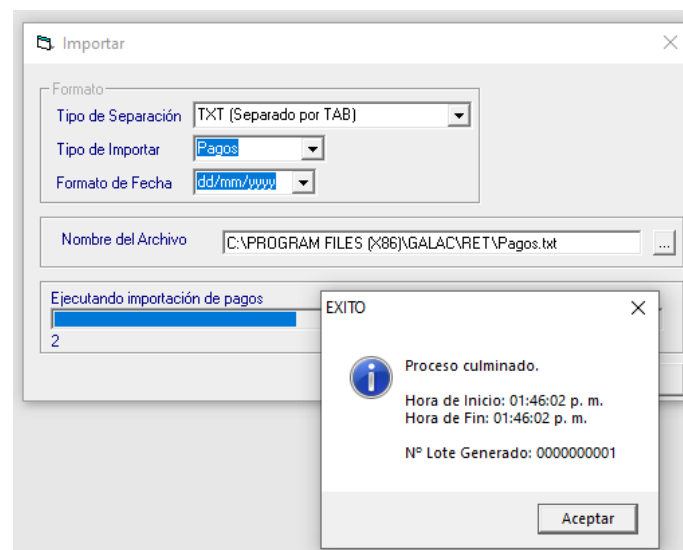 Importar
Formato
Tipo de Separación TXT (Separado por TAB)
Tipo de Importar Pagos
Formato de Fecha dd/mm/yyyy
Nombre del Archivo C:\PROGRAM FILES (X86)\GALAC\RET\Pagos.txt ...
Ejecutando importación de pagos
2
EXITO
Proceso culminado.
Hora de Inicio: 01:46:02 p. m.
Hora de Fin: 01:46:02 p. m.
Nº Lote Generado: 0000000001
Aceptar